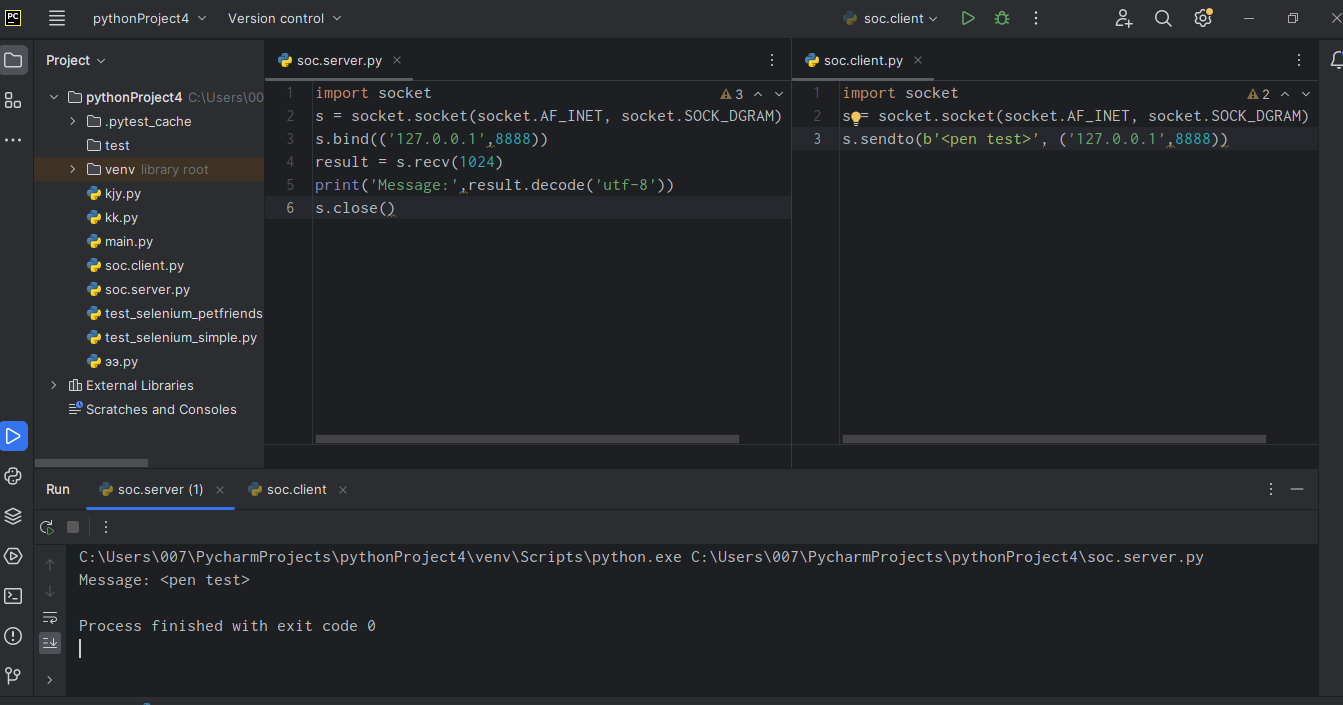 PC pythonProject4 Version control soc.client
Project
pythonProject4 C:\Users\00
.pytest_cache
test
venv library root
kjy.py
kk.py
main.py
soc.client.py
soc.server.py
test_selenium_petfriends
test_selenium_simple.py
ээ.py
External Libraries
Scratches and Consoles
soc.server.py
3
1 import socket
2 s = socket.socket(socket.AF_INET, socket.SOCK_DGRAM)
3 s.bind(('127.0.0.1',8888))
4 result = s.recv(1024)
5 print('Message:',result.decode('utf-8'))
6 s.close()
soc.client.py
2
1 import socket
2 s = socket.socket(socket.AF_INET, socket.SOCK_DGRAM)
3 s.sendto(b'<pen test>', ('127.0.0.1',8888))
Run soc.server (1) soc.client
C:\Users\007\PycharmProjects\pythonProject4\venv\Scripts\python.exe C:\Users\007\PycharmProjects\pythonProject4\soc.server.py
Message: <pen test>
Process finished with exit code 0